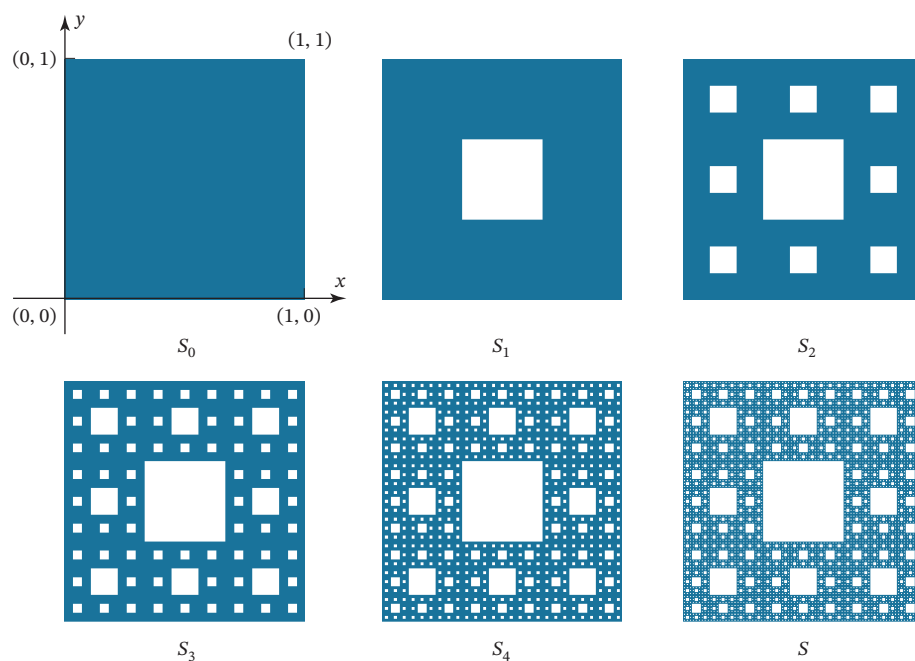 y
(1, 1)
(0, 1)
x
(0, 0)
(1, 0)
S₀
S₁
S₂
S₃
S₄
S